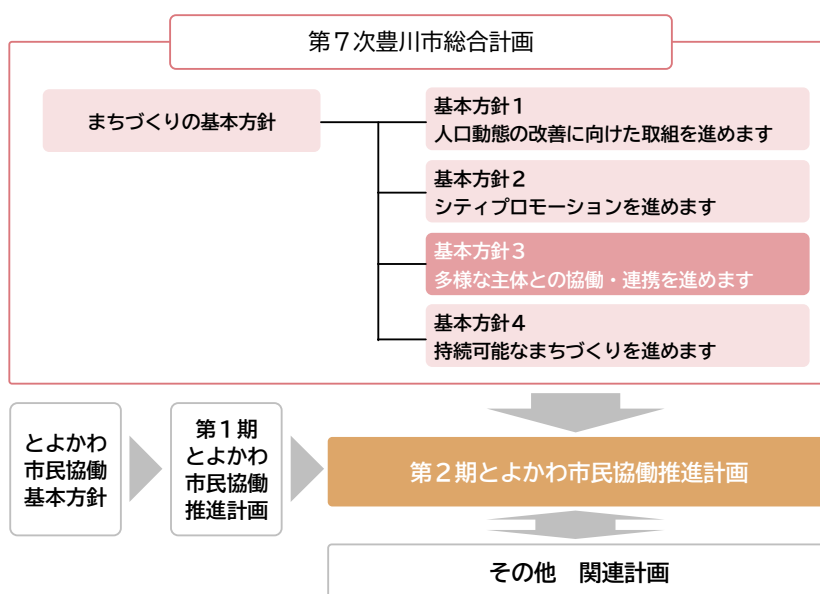 第７次豊川市総合計画
まちづくりの基本方針
基本方針１
人口動態の改善に向けた取組を進めます
基本方針２
シティプロモーションを進めます
基本方針３
多様な主体との協働・連携を進めます
基本方針４
持続可能なまちづくりを進めます
とよかわ
市民協働
基本方針
第１期
とよかわ
市民協働
推進計画
第２期とよかわ市民協働推進計画
その他　関連計画